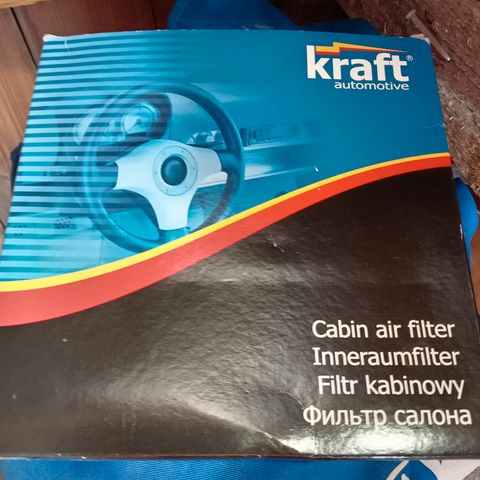 kraft®
automotive
Cabin air filter
Inneraumfilter
Filtr kabinowy
Фильтр салона